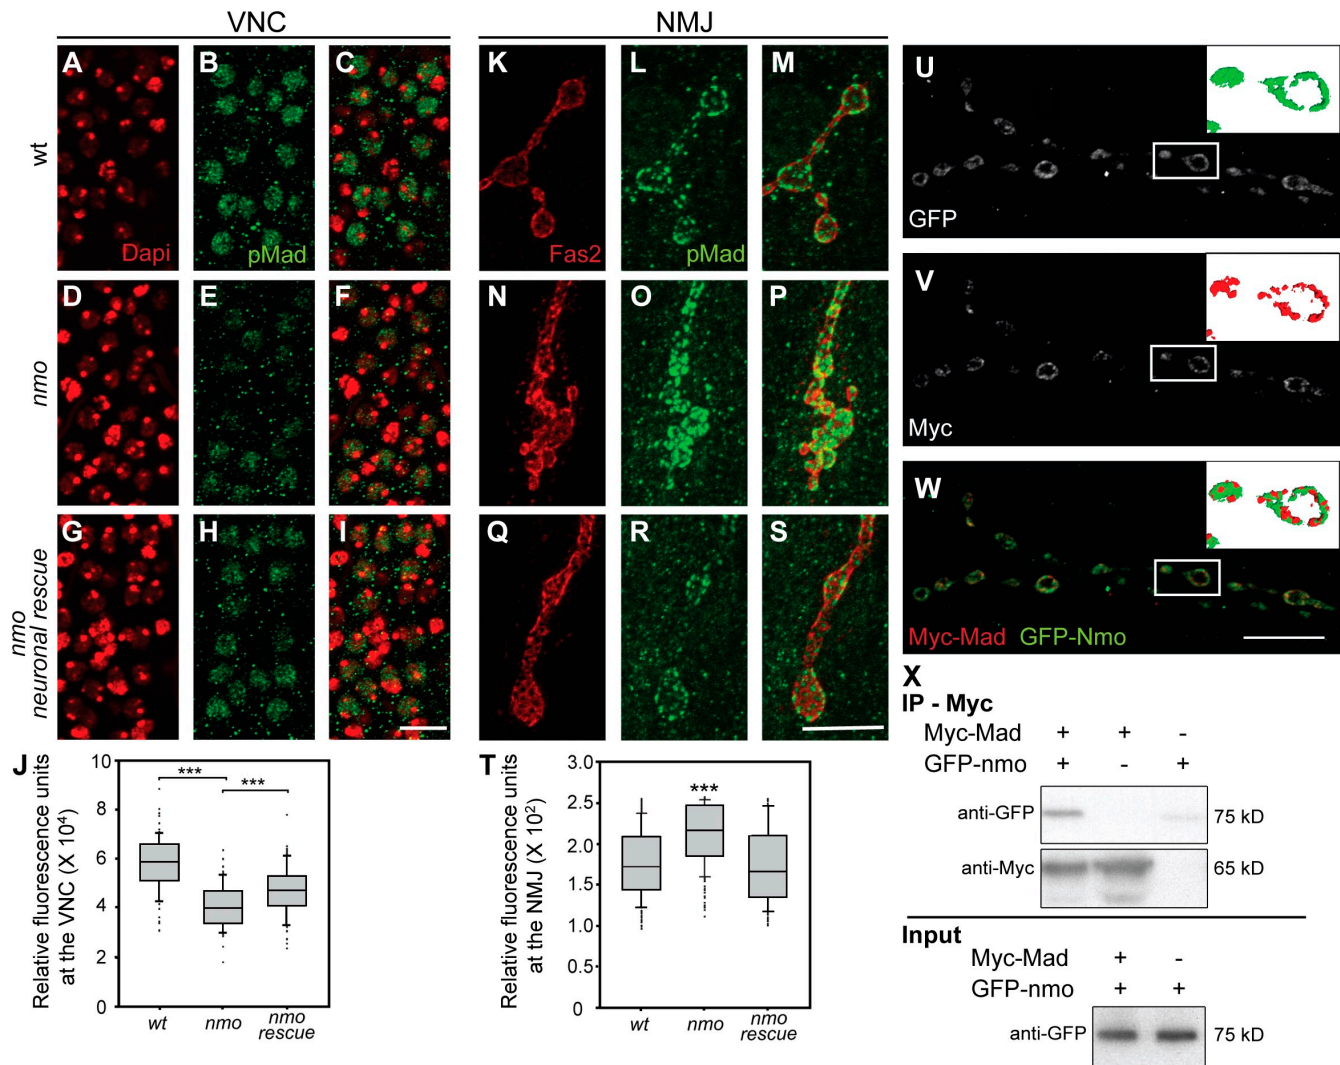 VNC
NMJ
A
B
C
K
L
M
U
wt
Dapi
pMad
Fas2
pMad
GFP
D
E
F
N
O
P
V
nmo
Myc
G
H
I
Q
R
S
W
nmo
neuronal rescue
Myc-Mad GFP-Nmo
J
Relative fluorescence units
at the VNC (X 10⁴)
10
8
6
4
2
0
*** ***
wt nmo nmo
rescue
T
Relative fluorescence units
at the NMJ (X 10²)
3.0
2.5
2.0
1.5
1.0
0.5
0
***
wt nmo nmo
rescue
X
IP - Myc
Myc-Mad + + -
GFP-nmo + - +
anti-GFP 75 kD
anti-Myc 65 kD
Input
Myc-Mad + -
GFP-nmo + +
anti-GFP 75 kD